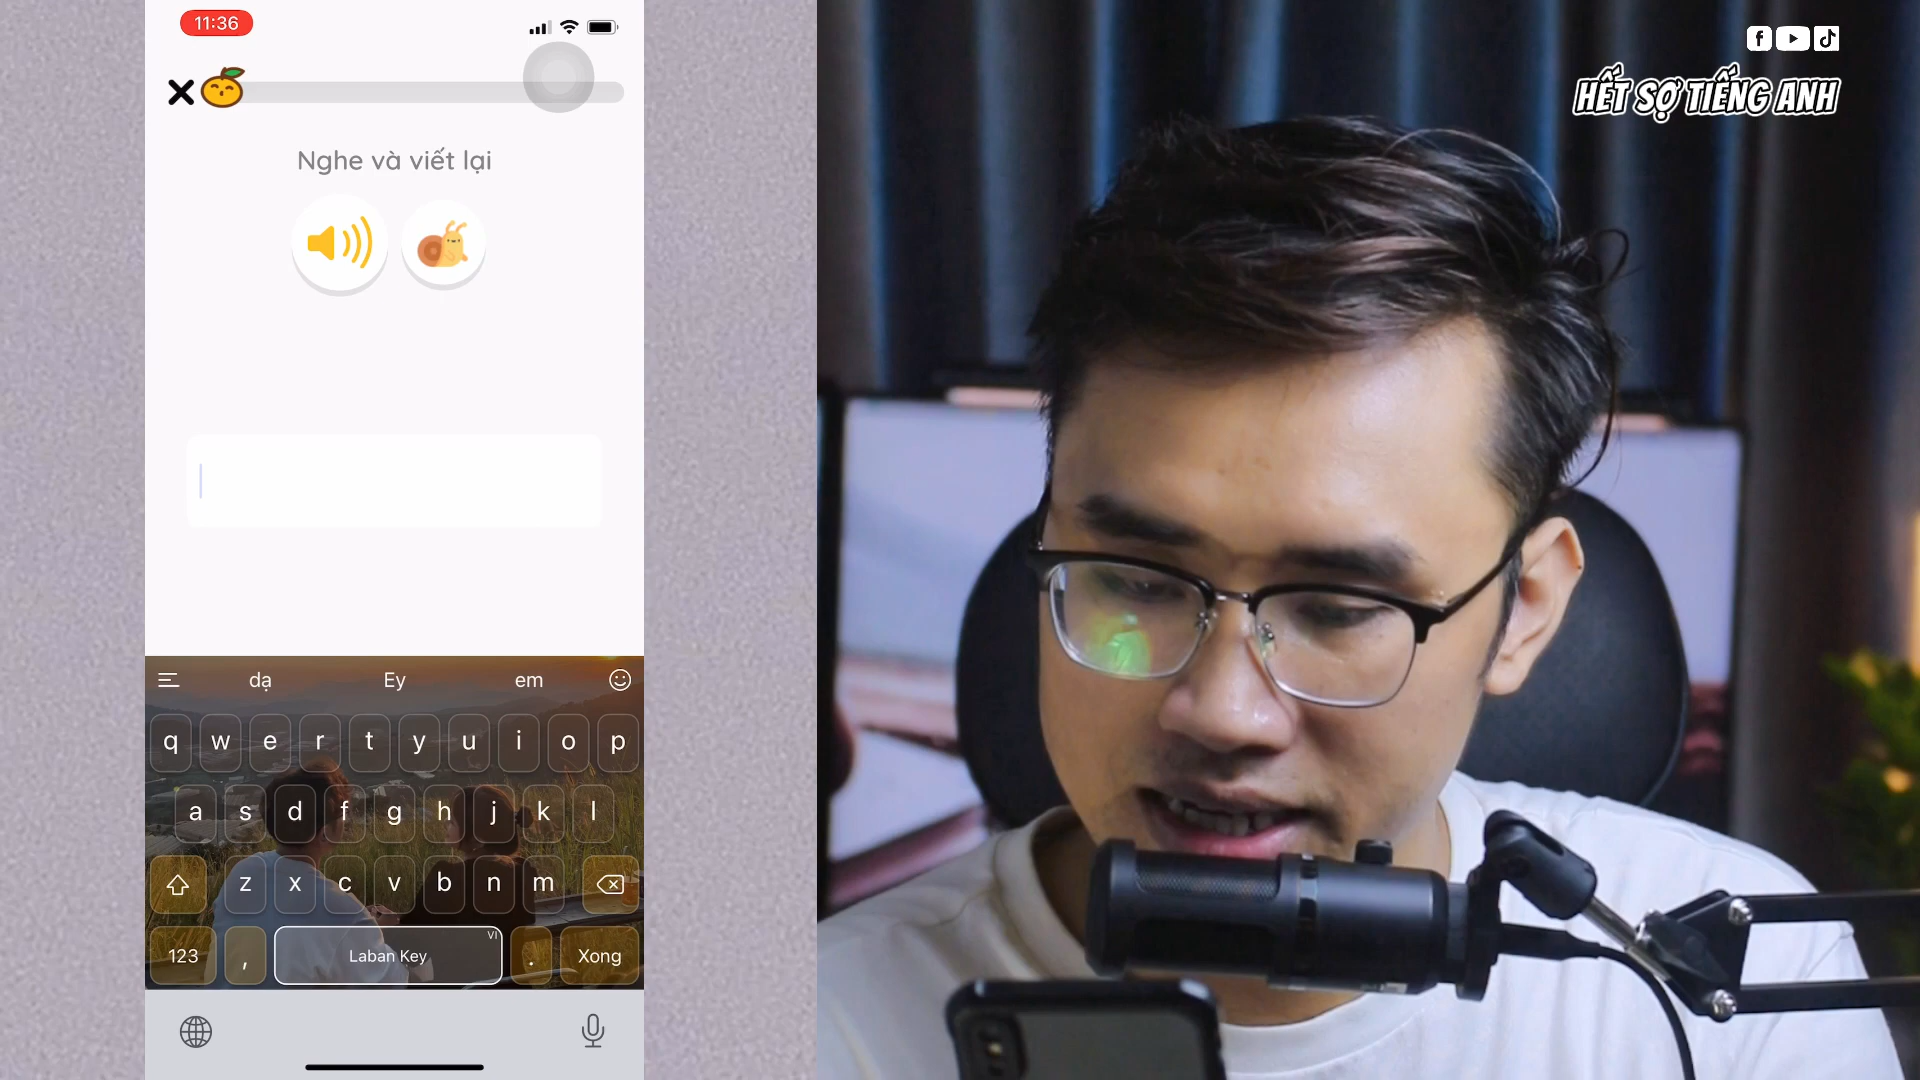 11:36
HẾT SỢ TIẾNG ANH
Nghe và viết lại
dạ Ey em
q w e r t y u i o p
a s d f g h j k l
z x c v b n m
123 , Laban Key VI . Xong